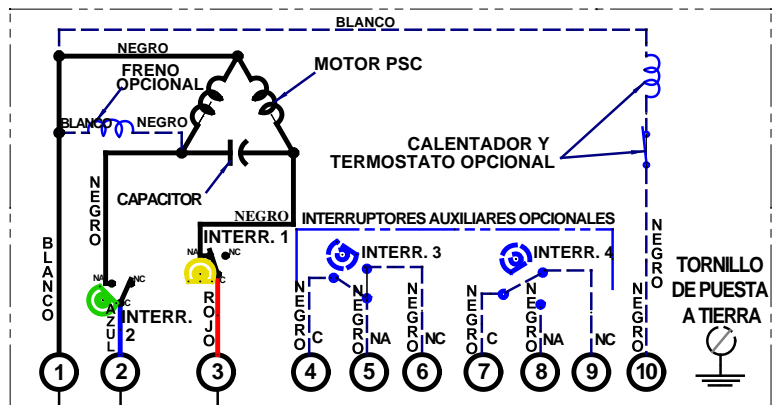 BLANCO
NEGRO
FRENO
OPCIONAL
MOTOR PSC
BLANCO
NEGRO
CALENTADOR Y
TERMOSTATO OPCIONAL
CAPACITOR
NEGRO
NEGRO
INTERRUPTORES AUXILIARES OPCIONALES
INTERR. 1
INTERR. 3
INTERR. 4
NA
NC
NA
NC
C
C
BLANCO
AZUL
INTERR.
2
ROJO
NEGRO
C
NEGRO
NA
NEGRO
NC
NEGRO
C
NEGRO
NA
NC
NEGRO
NEGRO
TORNILLO
DE PUESTA
A TIERRA
1
2
3
4
5
6
7
8
9
10